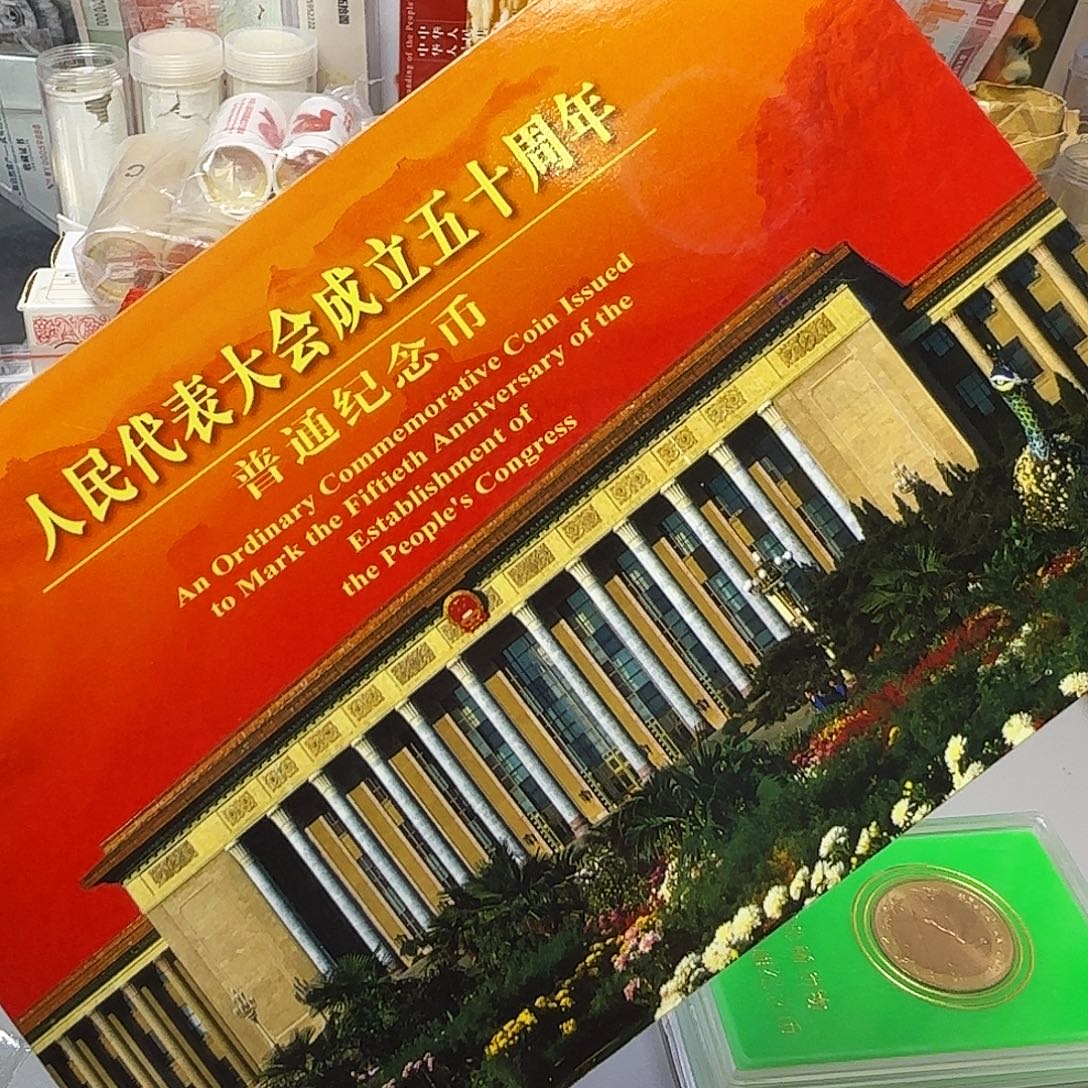 人民代表大会成立五十周年
普通纪念币
An Ordinary Commemorative Coin Issued
to Mark the Fiftieth Anniversary of the
Establishment of
the People's Congress